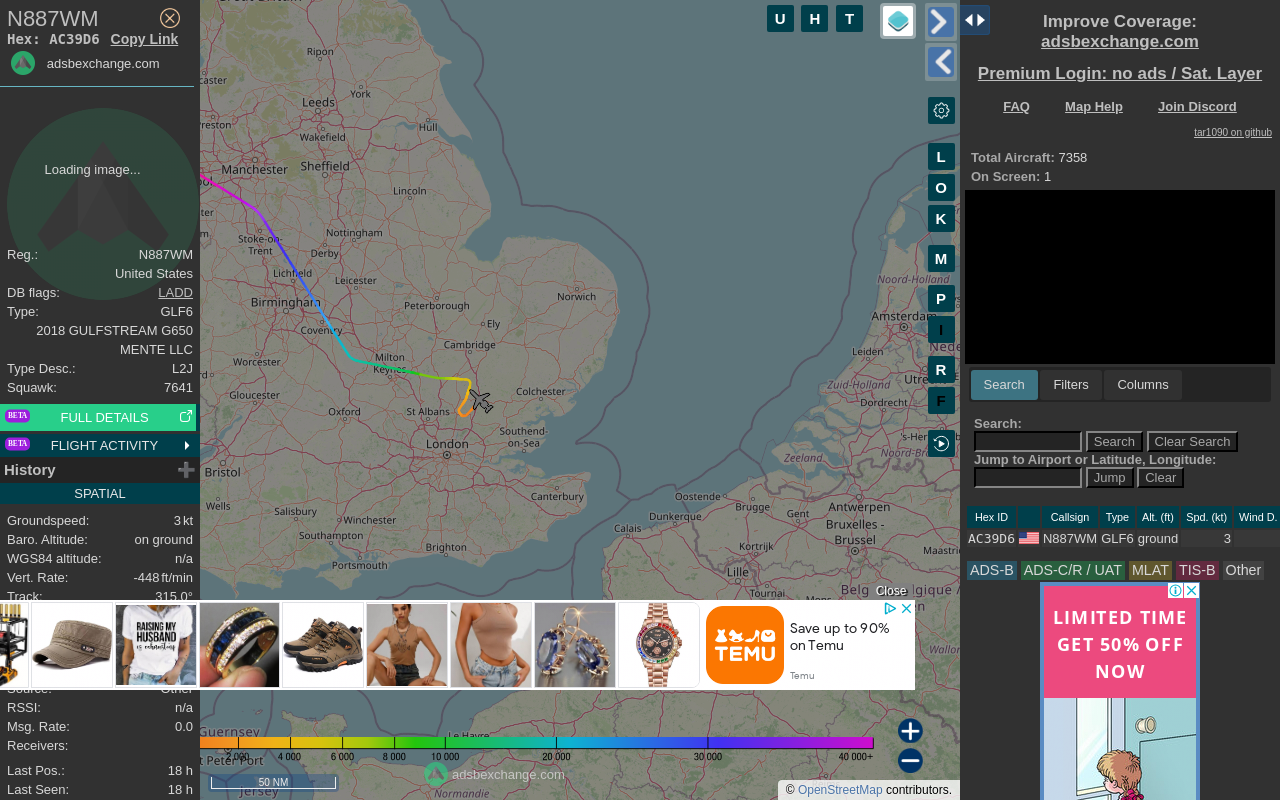 N887WM
Hex: AC39D6 Copy Link
adsbexchange.com
Loading image...
Reg.: N887WM
United States
DB flags: LADD
Type: GLF6
2018 GULFSTREAM G650
MENTE LLC
Type Desc.: L2J
Squawk: 7641
BETA FULL DETAILS
BETA FLIGHT ACTIVITY
History
SPATIAL
Groundspeed: 3 kt
Baro. Altitude: on ground
WGS84 altitude: n/a
Vert. Rate: -448 ft/min
Track: 315.0°
Source: Other
RSSI: n/a
Msg. Rate: 0.0
Receivers:
Last Pos.: 18 h
Last Seen: 18 h
U H T
L
O
K
M
P
I
R
F
Ripon
York
Leeds
Preston
Wakefield
Hull
Manchester
Sheffield
Lincoln
Stoke-on-
Trent
Nottingham
Derby
Lichfield
Leicester
Norwich
Birmingham
Peterborough
Coventry
Ely
Cambridge
Worcester
Milton
Keynes
Colchester
Gloucester
Oxford
St Albans
London
Southend-
on-Sea
Bristol
Wells
Salisbury
Winchester
Canterbury
Southampton
Brighton
Portsmouth
Noord-Holland
Amsterdam
Leiden
Zuid-Holland
Dordrecht
Zeeland
Oostende
Brugge
Antwerpen
Dunkerque
Gent
Calais
Bruxelles -
Brussel
Kortrijk
Lille
Tournai
Mons
Guernsey
Le Havre
t Peter Port
Jersey
Normandie
2 000 4 000 6 000 8 000 10 000 20 000 30 000 40 000+
adsbexchange.com
50 NM
© OpenStreetMap contributors.
Close
RAISING MY
HUSBAND
is exhausting
TEMU
Save up to 90%
on Temu
Temu
Improve Coverage:
adsbexchange.com
Premium Login: no ads / Sat. Layer
FAQ Map Help Join Discord
tar1090 on github
Total Aircraft: 7358
On Screen: 1
Search Filters Columns
Search:
Search Clear Search
Jump to Airport or Latitude, Longitude:
Jump Clear
Hex ID Callsign Type Alt. (ft) Spd. (kt) Wind D.
AC39D6 N887WM GLF6 ground 3
ADS-B ADS-C/R / UAT MLAT TIS-B Other
LIMITED TIME
GET 50% OFF
NOW